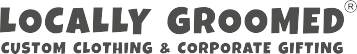 LOCALLY GROOMED®
CUSTOM CLOTHING & CORPORATE GIFTING